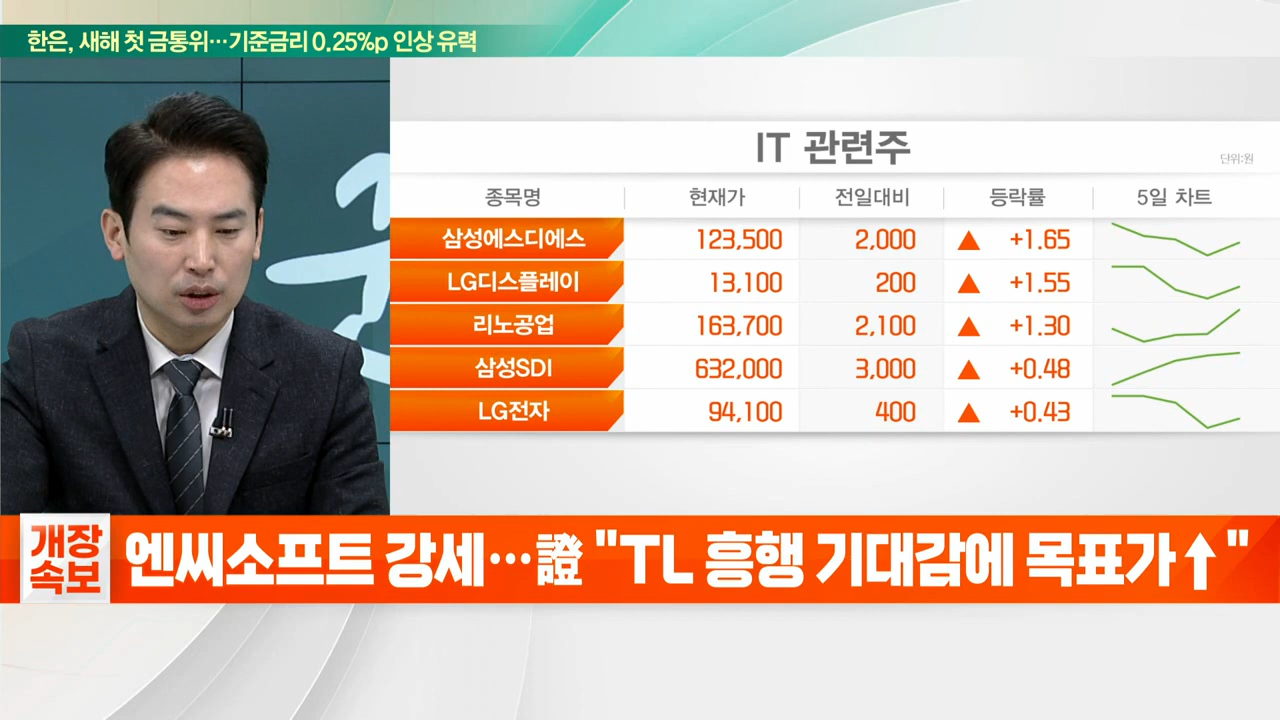 한은, 새해 첫 금통위…기준금리 0.25%p 인상 유력
IT 관련주
단위:원
종목명 현재가 전일대비 등락률 5일 차트
삼성에스디에스 123,500 2,000 ▲ +1.65
LG디스플레이 13,100 200 ▲ +1.55
리노공업 163,700 2,100 ▲ +1.30
삼성SDI 632,000 3,000 ▲ +0.48
LG전자 94,100 400 ▲ +0.43
개장
속보
엔씨소프트 강세…證 "TL 흥행 기대감에 목표가↑"